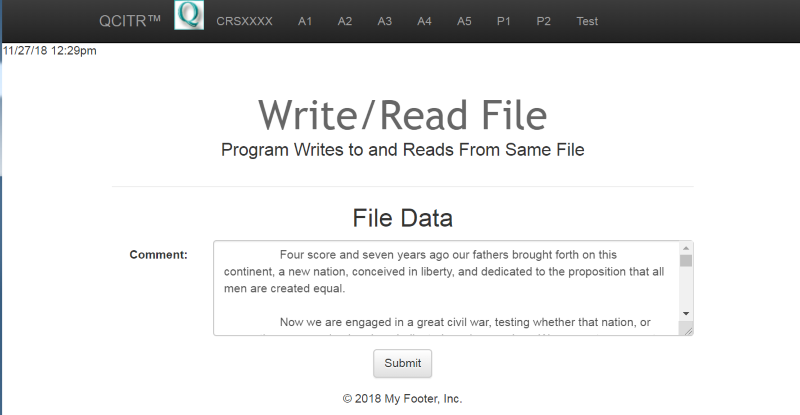 QCITR™ Q CRSXXXX A1 A2 A3 A4 A5 P1 P2 Test
11/27/18 12:29pm
Write/Read File
Program Writes to and Reads From Same File
File Data
Comment:
Four score and seven years ago our fathers brought forth on this
continent, a new nation, conceived in liberty, and dedicated to the proposition that all
men are created equal.
Now we are engaged in a great civil war, testing whether that nation, or
Submit
© 2018 My Footer, Inc.